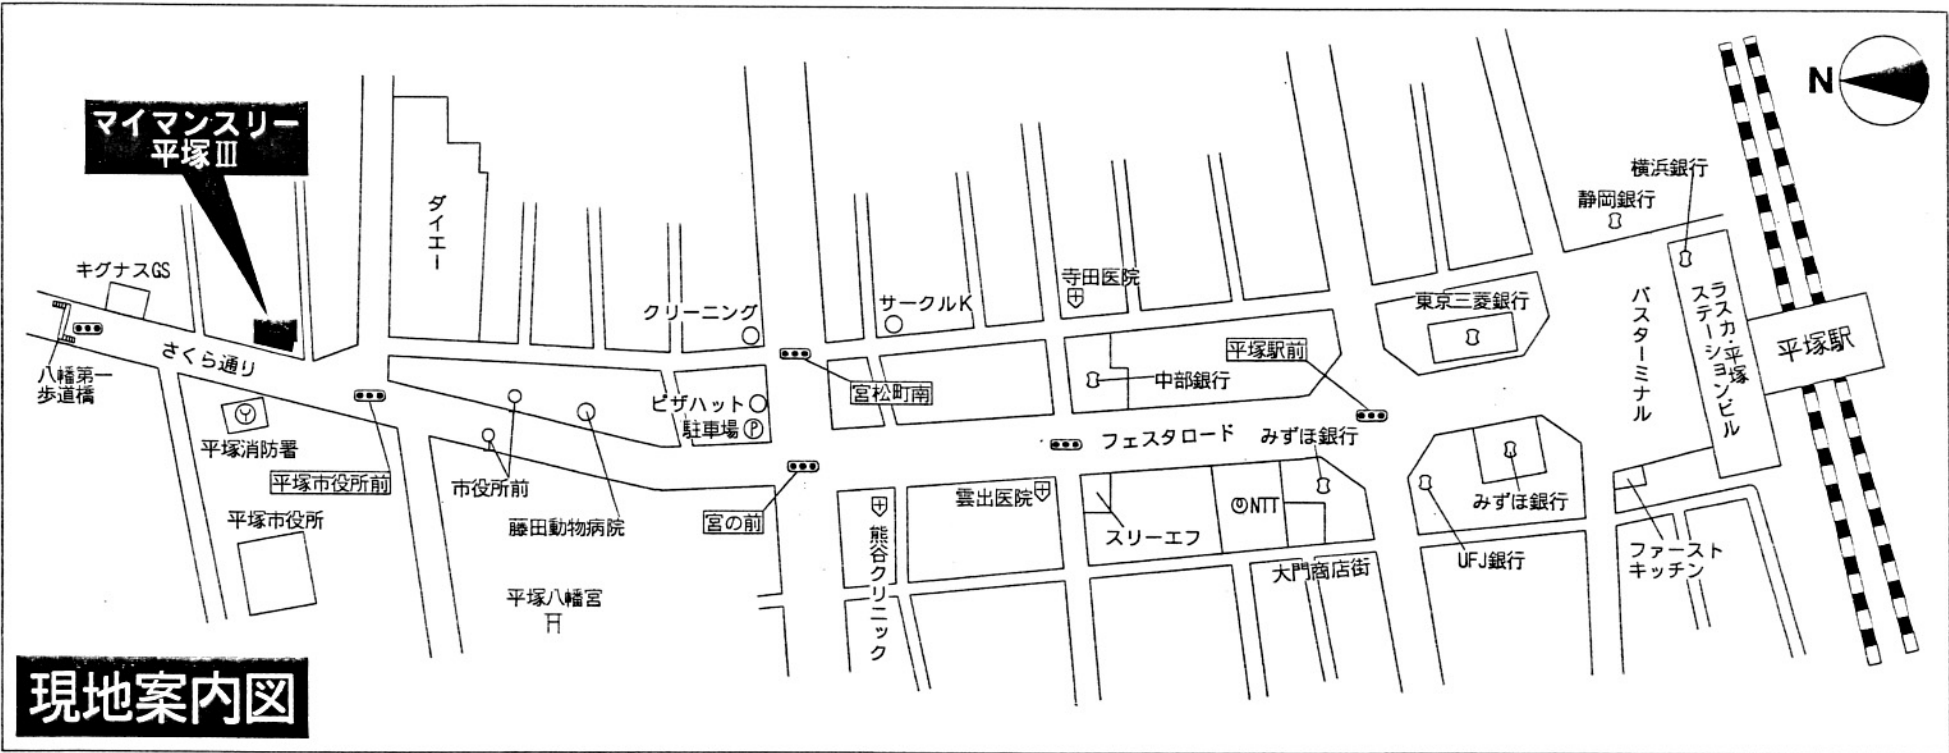 マイマンスリー
平塚Ⅲ
N
横浜銀行
静岡銀行
ダイエー
キグナスGS
寺田医院
クリーニング
サークルK
東京三菱銀行
バスターミナル
ラスカ・平塚
ステーションビル
平塚駅
さくら通り
八幡第一
歩道橋
平塚駅前
中部銀行
宮松町南
ピザハット
駐車場 P
フェスタロード
みずほ銀行
平塚消防署
平塚市役所前
市役所前
藤田動物病院
宮の前
雲出医院
熊谷クリニック
スリーエフ
NTT
みずほ銀行
UFJ銀行
ファースト
キッチン
大門商店街
平塚市役所
平塚八幡宮
現地案内図